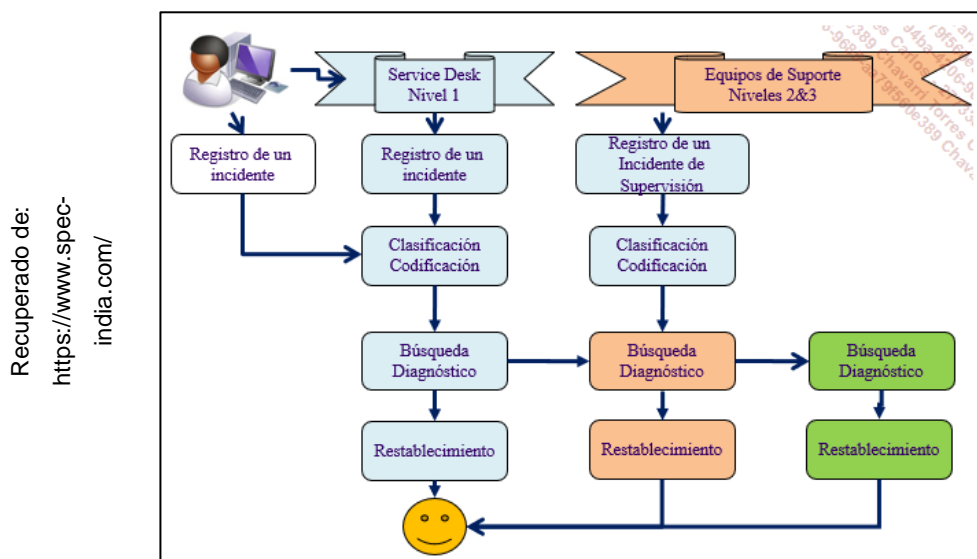 Recuperado de:
https://www.spec-
india.com/
Service Desk
Nivel 1
Equipos de Suporte
Niveles 2&3
Registro de un
incidente
Registro de un
incidente
Registro de un
Incidente de
Supervisión
Clasificación
Codificación
Clasificación
Codificación
Búsqueda
Diagnóstico
Búsqueda
Diagnóstico
Búsqueda
Diagnóstico
Restablecimiento
Restablecimiento
Restablecimiento